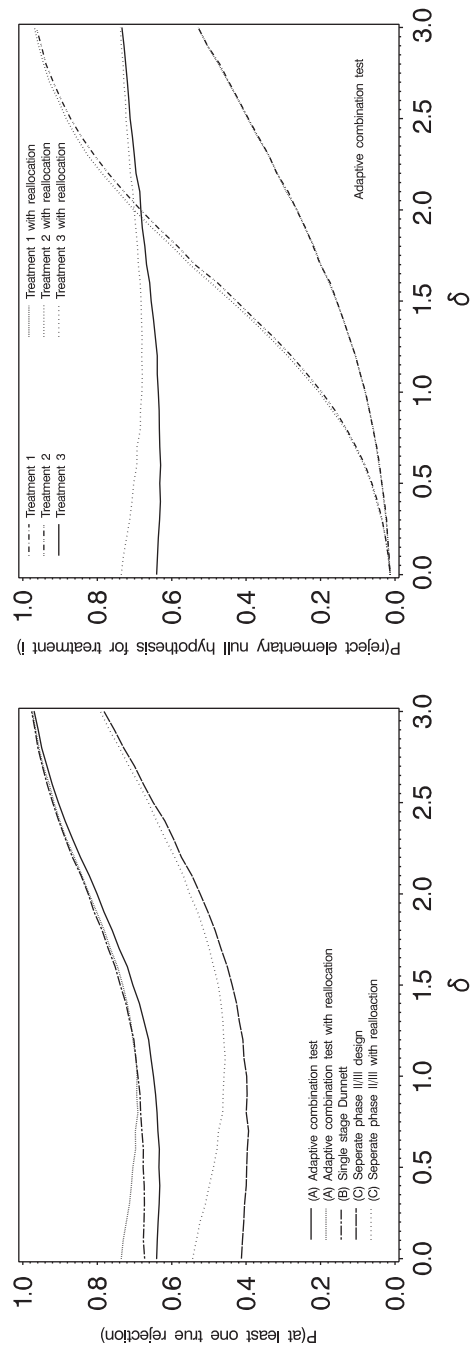 P(at least one true rejection)
1.0
0.8
0.6
0.4
0.2
0.0
(A) Adaptive combination test
(A) Adaptive combination test with reallocation
(B) Single stage Dunnett
(C) Seperate phase II/III design
(C) Seperate phase II/III with realloaction
0.0 0.5 1.0 1.5 2.0 2.5 3.0
δ
P(reject elementary null hypothesis for treatment i)
1.0
0.8
0.6
0.4
0.2
0.0
Treatment 1
Treatment 2
Treatment 3
Treatment 1 with reallocation
Treatment 2 with reallocation
Treatment 3 with reallocation
Adaptive combination test
0.0 0.5 1.0 1.5 2.0 2.5 3.0
δ